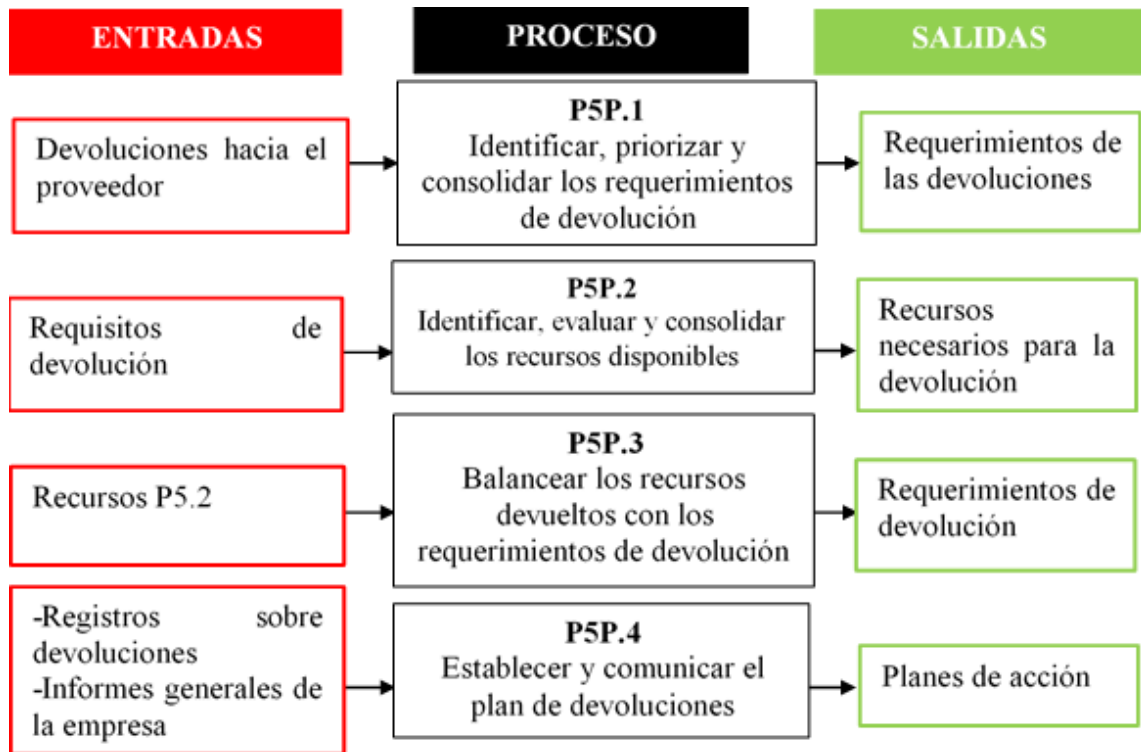 ENTRADAS
PROCESO
SALIDAS
Devoluciones hacia el
proveedor
P5P.1
Identificar, priorizar y
consolidar los requerimientos
de devolución
Requerimientos de
las devoluciones
Requisitos de
devolución
P5P.2
Identificar, evaluar y consolidar
los recursos disponibles
Recursos
necesarios para la
devolución
Recursos P5.2
P5P.3
Balancear los recursos
devueltos con los
requerimientos de devolución
Requerimientos de
devolución
-Registros sobre
devoluciones
-Informes generales de
la empresa
P5P.4
Establecer y comunicar el
plan de devoluciones
Planes de acción